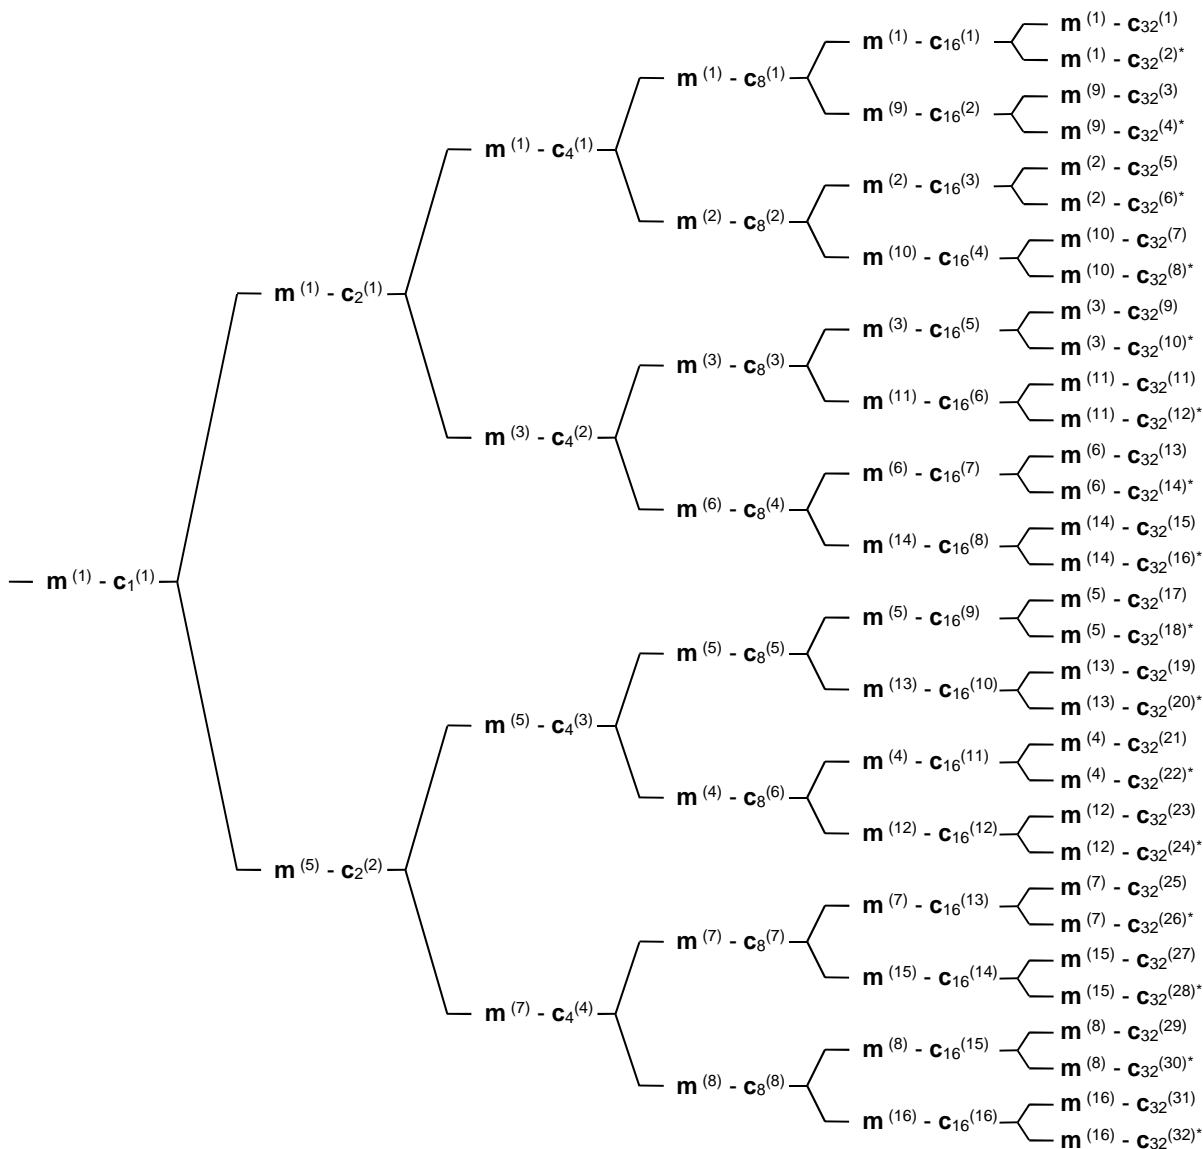 m(1) - c1(1)
m(1) - c2(1)
m(5) - c2(2)
m(1) - c4(1)
m(3) - c4(2)
m(5) - c4(3)
m(7) - c4(4)
m(1) - c8(1)
m(2) - c8(2)
m(3) - c8(3)
m(6) - c8(4)
m(5) - c8(5)
m(4) - c8(6)
m(7) - c8(7)
m(8) - c8(8)
m(1) - c16(1)
m(9) - c16(2)
m(2) - c16(3)
m(10) - c16(4)
m(3) - c16(5)
m(11) - c16(6)
m(6) - c16(7)
m(14) - c16(8)
m(5) - c16(9)
m(13) - c16(10)
m(4) - c16(11)
m(12) - c16(12)
m(7) - c16(13)
m(15) - c16(14)
m(8) - c16(15)
m(16) - c16(16)
m(1) - c32(1)
m(1) - c32(2)*
m(9) - c32(3)
m(9) - c32(4)*
m(2) - c32(5)
m(2) - c32(6)*
m(10) - c32(7)
m(10) - c32(8)*
m(3) - c32(9)
m(3) - c32(10)*
m(11) - c32(11)
m(11) - c32(12)*
m(6) - c32(13)
m(6) - c32(14)*
m(14) - c32(15)
m(14) - c32(16)*
m(5) - c32(17)
m(5) - c32(18)*
m(13) - c32(19)
m(13) - c32(20)*
m(4) - c32(21)
m(4) - c32(22)*
m(12) - c32(23)
m(12) - c32(24)*
m(7) - c32(25)
m(7) - c32(26)*
m(15) - c32(27)
m(15) - c32(28)*
m(8) - c32(29)
m(8) - c32(30)*
m(16) - c32(31)
m(16) - c32(32)*